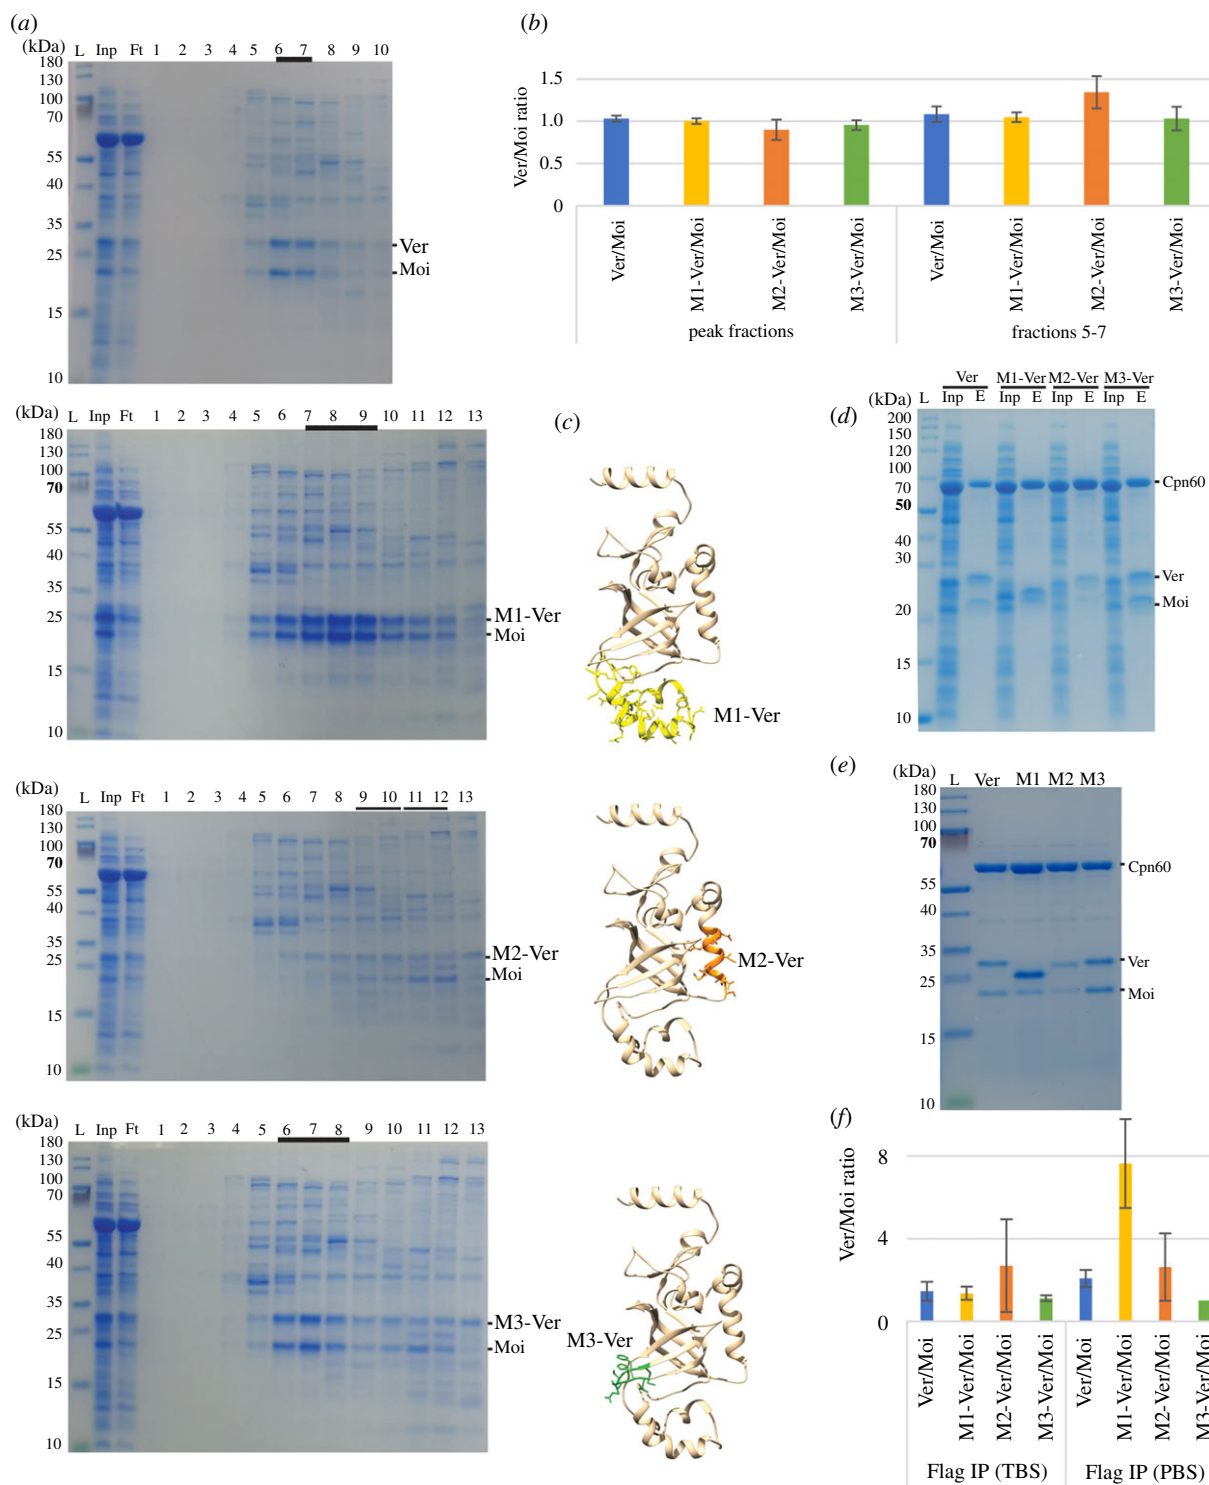 (a)
(kDa) L Inp Ft 1 2 3 4 5 6 7 8 9 10
180
130
100
70
55
40
35
25
15
10
Ver
Moi
(kDa)
L Inp Ft 1 2 3 4 5 6 7 8 9 10 11 12 13
180
130
100
70
55
40
35
25
15
10
M1-Ver
Moi
(kDa)
L Inp Ft 1 2 3 4 5 6 7 8 9 10 11 12 13
180
130
100
70
55
40
35
25
15
10
M2-Ver
Moi
(kDa)
L Inp Ft 1 2 3 4 5 6 7 8 9 10 11 12 13
180
130
100
70
55
40
35
25
15
10
M3-Ver
Moi
(b)
Ver/Moi ratio
1.5
1.0
0.5
0
Ver/Moi
M1-Ver/Moi
M2-Ver/Moi
M3-Ver/Moi
Ver/Moi
M1-Ver/Moi
M2-Ver/Moi
M3-Ver/Moi
peak fractions
fractions 5-7
(c)
M1-Ver
M2-Ver
M3-Ver
(d)
Ver M1-Ver M2-Ver M3-Ver
(kDa) L Inp E Inp E Inp E Inp E
200
150
120
100
70
50
40
30
20
15
10
Cpn60
Ver
Moi
(e)
(kDa) L Ver M1 M2 M3
180
130
100
70
55
40
35
25
15
10
Cpn60
Ver
Moi
(f)
Ver/Moi ratio
8
4
0
Ver/Moi
M1-Ver/Moi
M2-Ver/Moi
M3-Ver/Moi
Ver/Moi
M1-Ver/Moi
M2-Ver/Moi
M3-Ver/Moi
Flag IP (TBS)
Flag IP (PBS)